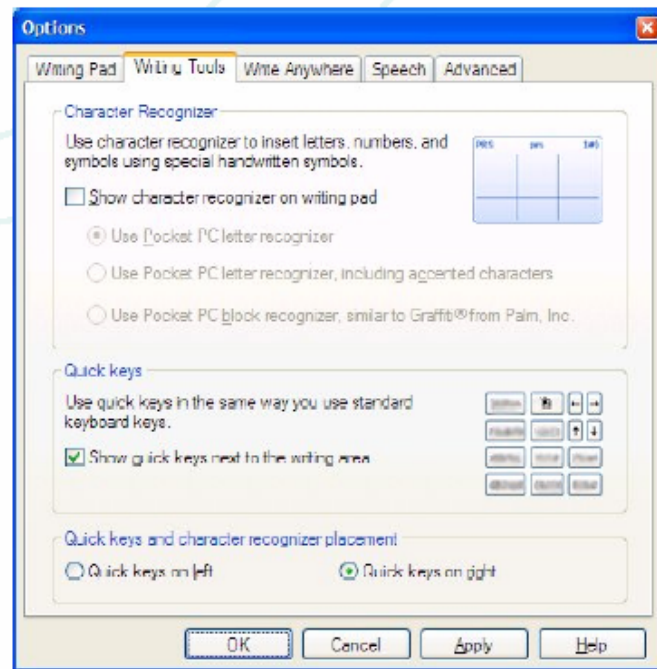 Options
Writing Pad Writing Tools Write Anywhere Speech Advanced
Character Recognizer
Use character recognizer to insert letters, numbers, and
symbols using special handwritten symbols.
Show character recognizer on writing pad
Use Pocket PC letter recognizer
Use Pocket PC letter recognizer, including accented characters
Use Pocket PC block recognizer, similar to Graffiti® from Palm, Inc.
Quick keys
Use quick keys in the same way you use standard
keyboard keys.
Show quick keys next to the writing area
Quick keys and character recognizer placement
Quick keys on left Quick keys on right
OK Cancel Apply Help